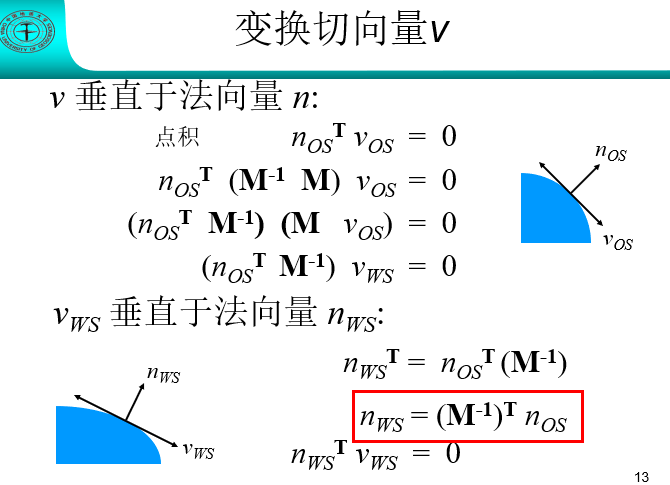 变换切向量v
v 垂直于法向量 n:
点积 nOSᵀ vOS = 0
nOSᵀ (M⁻¹ M) vOS = 0
(nOSᵀ M⁻¹) (M vOS) = 0
(nOSᵀ M⁻¹) vWS = 0
nOS
vOS
vWS 垂直于法向量 nWS:
nWSᵀ = nOSᵀ (M⁻¹)
nWS = (M⁻¹)ᵀ nOS
nWSᵀ vWS = 0
nWS
vWS
13